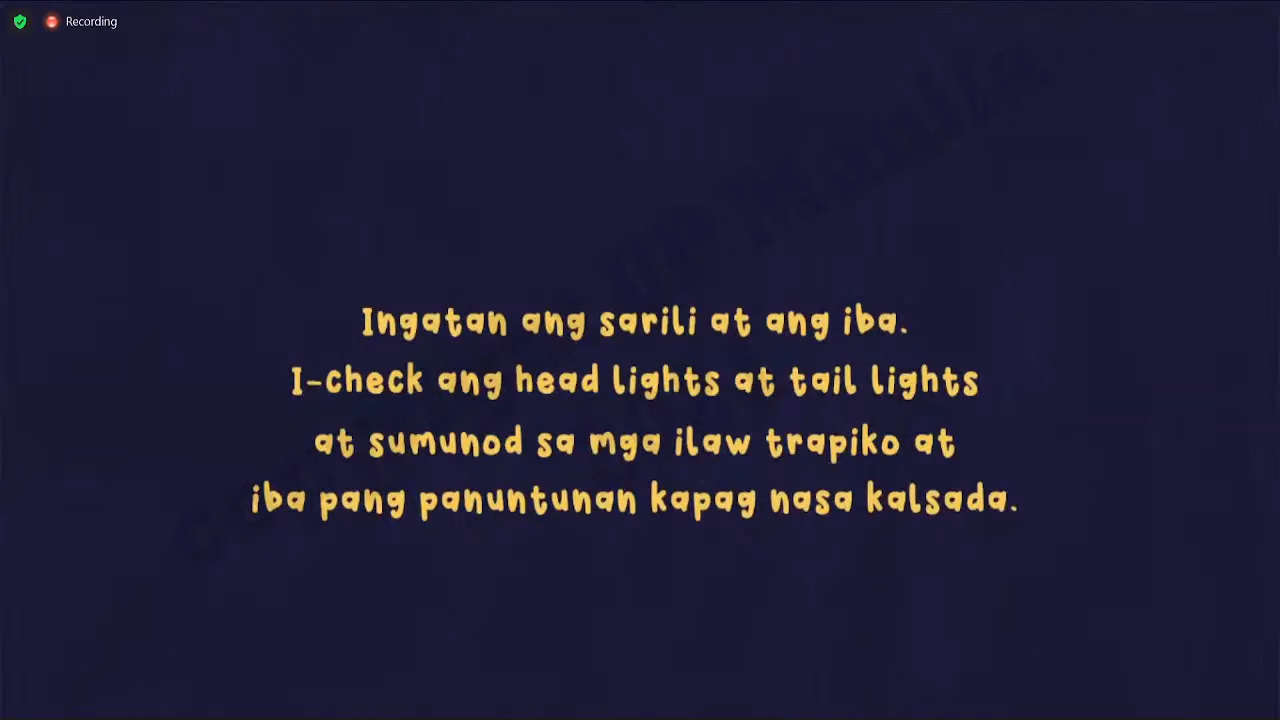 Recording
Ingatan ang sarili at ang iba.
I-check ang head lights at tail lights
at sumunod sa mga ilaw trapiko at
iba pang panuntunan kapag nasa kalsada.